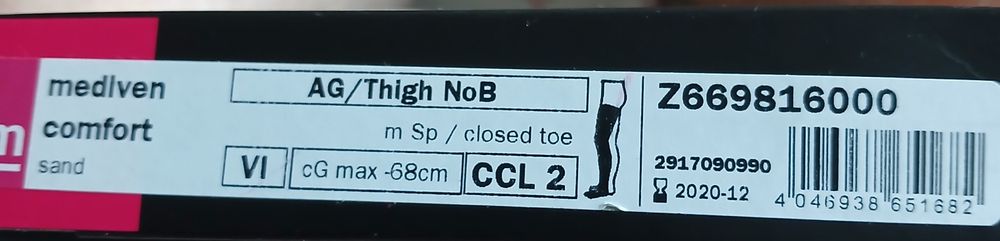 m
mediven
comfort
sand
AG/Thigh NoB
m Sp / closed toe
VI
cG max -68cm
CCL 2
Z669816000
2917090990
2020-12
4 046938 651682